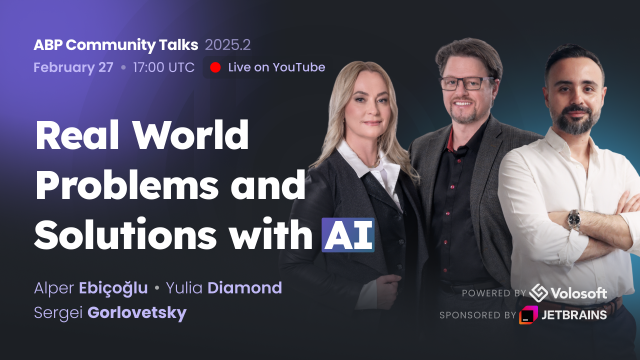 ABP Community Talks 2025.2
February 27 • 17:00 UTC Live on YouTube
Real World
Problems and
Solutions with AI
Alper Ebiçoğlu • Yulia Diamond
Sergei Gorlovetsky
POWERED BY Volosoft
SPONSORED BY JETBRAINS